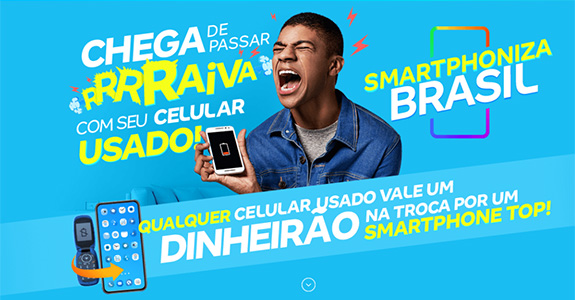 CHEGA DE PASSAR
RRRRAIVA
COM SEU CELULAR
USADO!
SMARTPHONIZA
BRASIL
QUALQUER CELULAR USADO VALE UM
DINHEIRÃO NA TROCA POR UM
SMARTPHONE TOP!